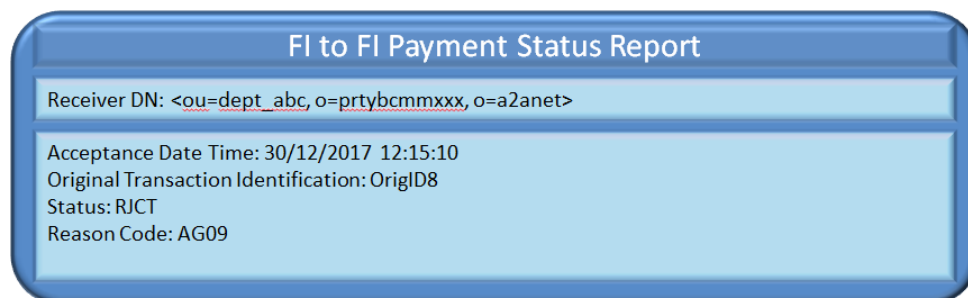 FI to FI Payment Status Report
Receiver DN: <ou=dept_abc, o=prtybcmmxxx, o=a2anet>
Acceptance Date Time: 30/12/2017 12:15:10
Original Transaction Identification: OrigID8
Status: RJCT
Reason Code: AG09